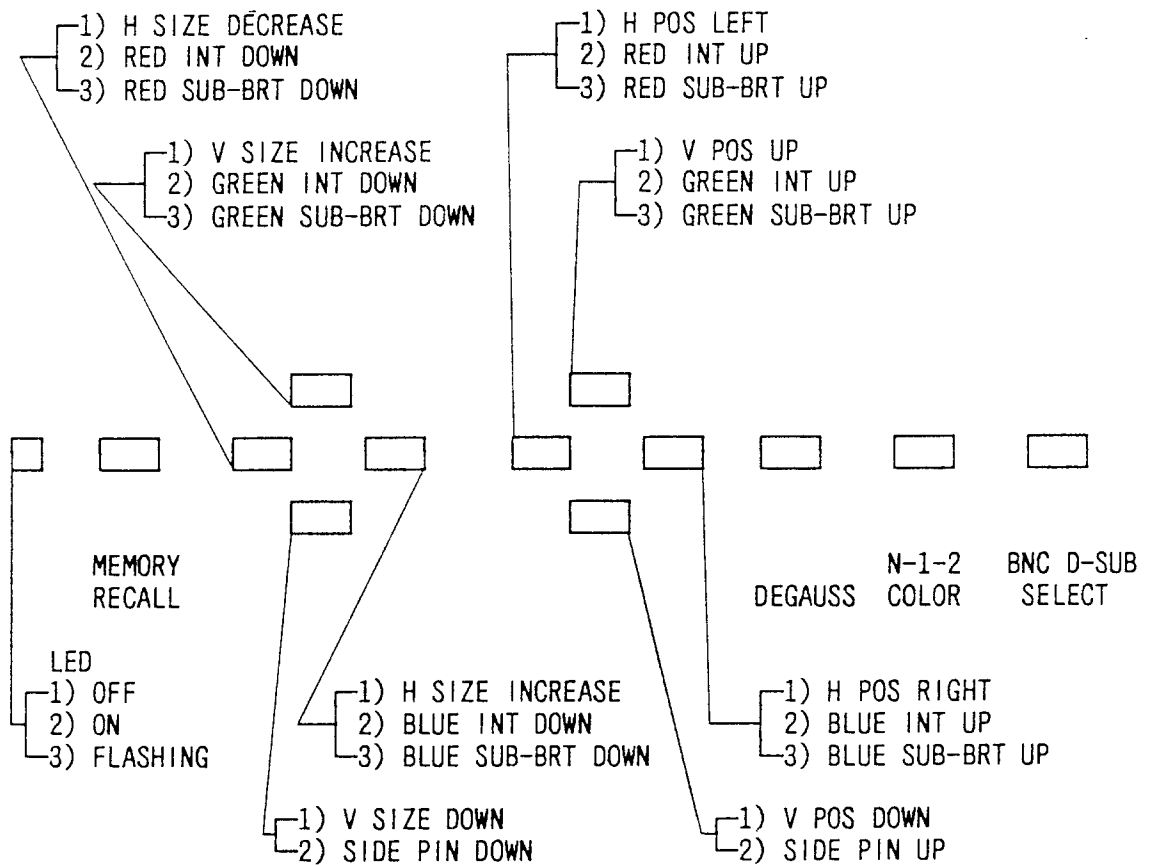 1) H SIZE DECREASE
2) RED INT DOWN
3) RED SUB-BRT DOWN
1) H POS LEFT
2) RED INT UP
3) RED SUB-BRT UP
1) V SIZE INCREASE
2) GREEN INT DOWN
3) GREEN SUB-BRT DOWN
1) V POS UP
2) GREEN INT UP
3) GREEN SUB-BRT UP
MEMORY
RECALL
DEGAUSS
N-1-2
COLOR
BNC D-SUB
SELECT
LED
1) OFF
2) ON
3) FLASHING
1) H SIZE INCREASE
2) BLUE INT DOWN
3) BLUE SUB-BRT DOWN
1) H POS RIGHT
2) BLUE INT UP
3) BLUE SUB-BRT UP
1) V SIZE DOWN
2) SIDE PIN DOWN
1) V POS DOWN
2) SIDE PIN UP